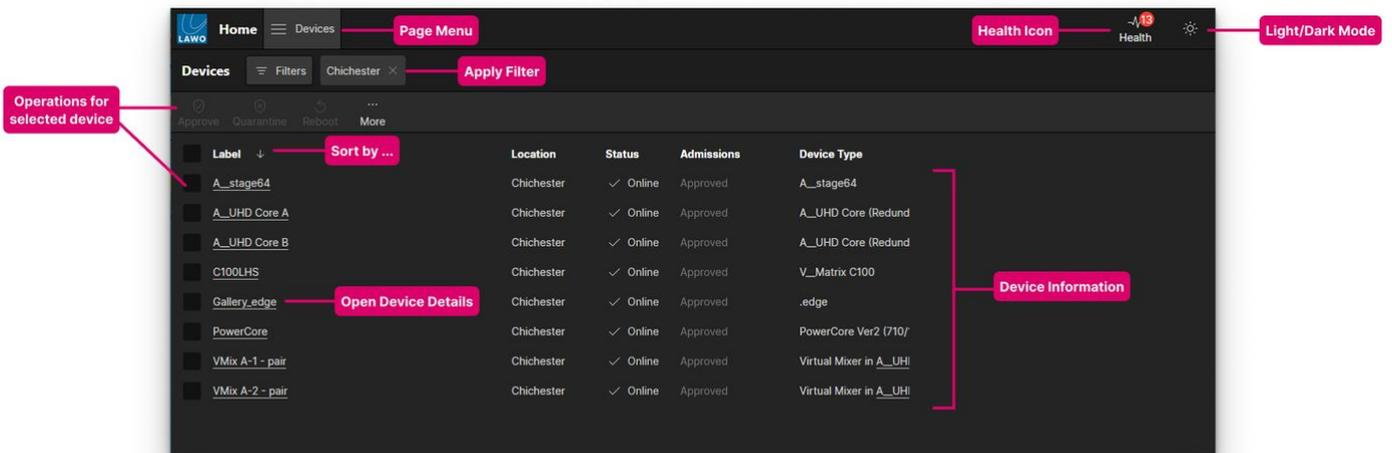 LAWO
Home
Devices
Page Menu
Health Icon
13
Health
Light/Dark Mode
Devices
Filters
Chichester
Apply Filter
Operations for
selected device
Approve
Quarantine
Reboot
More
Label
Sort by ...
Location
Status
Admissions
Device Type
A__stage64 Chichester Online Approved A__stage64
A__UHD Core A Chichester Online Approved A__UHD Core (Redund
A__UHD Core B Chichester Online Approved A__UHD Core (Redund
C100LHS Chichester Online Approved V__Matrix C100
Gallery_edge Chichester Online Approved .edge
Open Device Details
Device Information
PowerCore Chichester Online Approved PowerCore Ver2 (710/
VMix A-1 - pair Chichester Online Approved Virtual Mixer in A__UH
VMix A-2 - pair Chichester Online Approved Virtual Mixer in A__UH